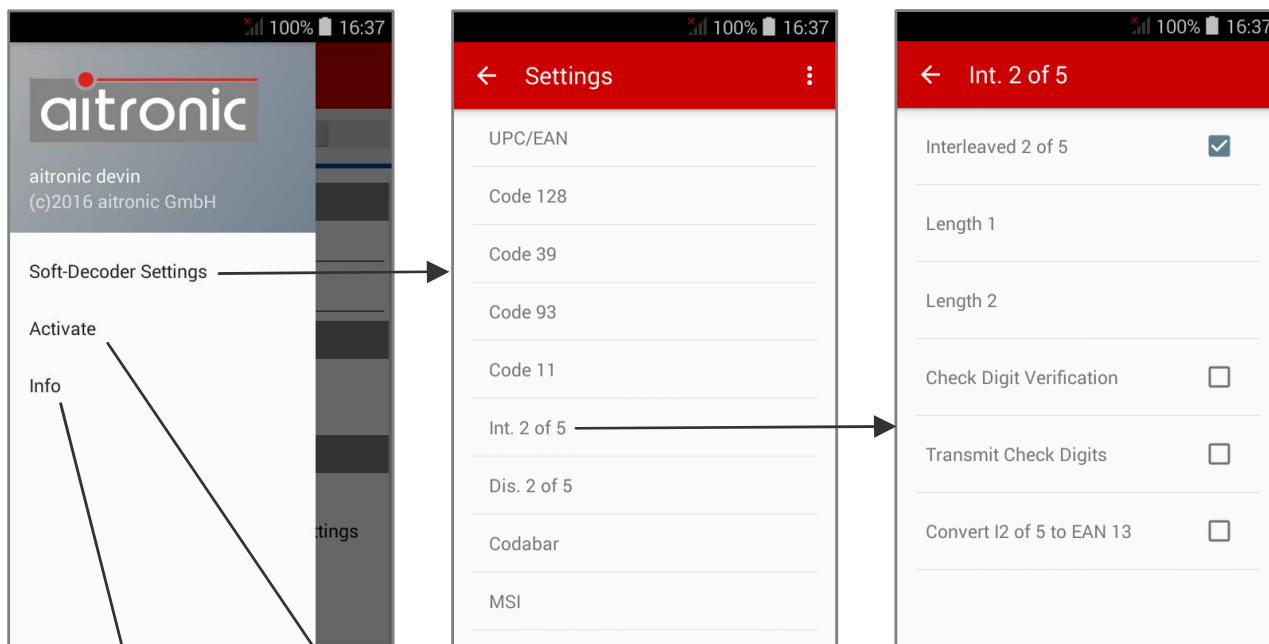 100% 16:37
aitronic
aitronic devin
(c)2016 aitronic GmbH
Soft-Decoder Settings
Activate
Info
ttings
100% 16:37
Settings
UPC/EAN
Code 128
Code 39
Code 93
Code 11
Int. 2 of 5
Dis. 2 of 5
Codabar
MSI
100% 16:37
Int. 2 of 5
Interleaved 2 of 5
Length 1
Length 2
Check Digit Verification
Transmit Check Digits
Convert I2 of 5 to EAN 13